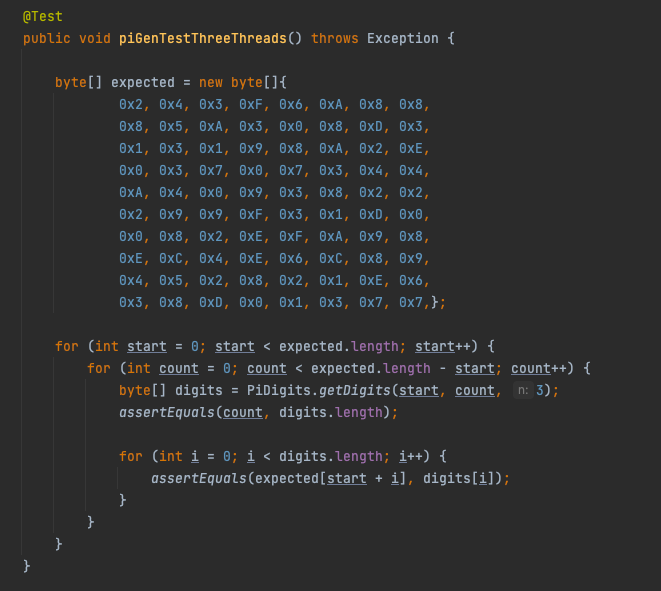 @Test
public void piGenTestThreeThreads() throws Exception {
byte[] expected = new byte[]{
0x2, 0x4, 0x3, 0xF, 0x6, 0xA, 0x8, 0x8,
0x8, 0x5, 0xA, 0x3, 0x0, 0x8, 0xD, 0x3,
0x1, 0x3, 0x1, 0x9, 0x8, 0xA, 0x2, 0xE,
0x0, 0x3, 0x7, 0x0, 0x7, 0x3, 0x4, 0x4,
0xA, 0x4, 0x0, 0x9, 0x3, 0x8, 0x2, 0x2,
0x2, 0x9, 0x9, 0xF, 0x3, 0x1, 0xD, 0x0,
0x0, 0x8, 0x2, 0xE, 0xF, 0xA, 0x9, 0x8,
0xE, 0xC, 0x4, 0xE, 0x6, 0xC, 0x8, 0x9,
0x4, 0x5, 0x2, 0x8, 0x2, 0x1, 0xE, 0x6,
0x3, 0x8, 0xD, 0x0, 0x1, 0x3, 0x7, 0x7,};
for (int start = 0; start < expected.length; start++) {
for (int count = 0; count < expected.length - start; count++) {
byte[] digits = PiDigits.getDigits(start, count, n: 3);
assertEquals(count, digits.length);
for (int i = 0; i < digits.length; i++) {
assertEquals(expected[start + i], digits[i]);
}
}
}
}